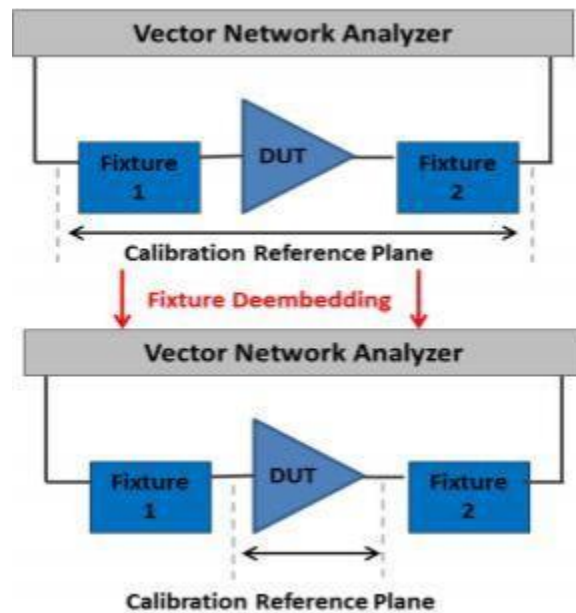 Vector Network Analyzer
Fixture
1
DUT
Fixture
2
Calibration Reference Plane
Fixture Deembedding
Vector Network Analyzer
Fixture
1
DUT
Fixture
2
Calibration Reference Plane